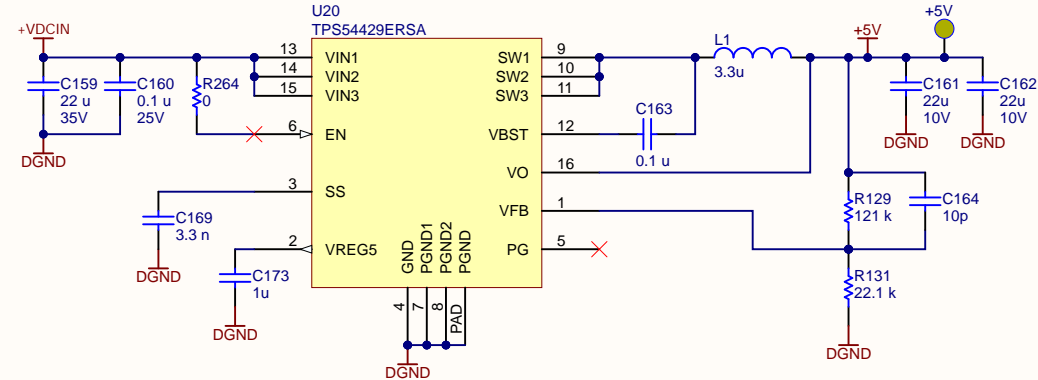 U20
TPS54429ERSA
+VDCIN
C159
22 u
35V
C160
0.1 u
25V
R264
0
DGND
13
14
15
6
3
2
VIN1
VIN2
VIN3
EN
SS
VREG5
GND
PGND1
PGND2
PGND
4
7
8
PAD
DGND
SW1
SW2
SW3
VBST
VO
VFB
PG
9
10
11
12
16
1
5
C169
3.3 n
DGND
C173
1u
DGND
L1
3.3u
C163
0.1 u
+5V
+5V
C161
22u
10V
DGND
C162
22u
10V
DGND
R129
121 k
C164
10p
R131
22.1 k
DGND